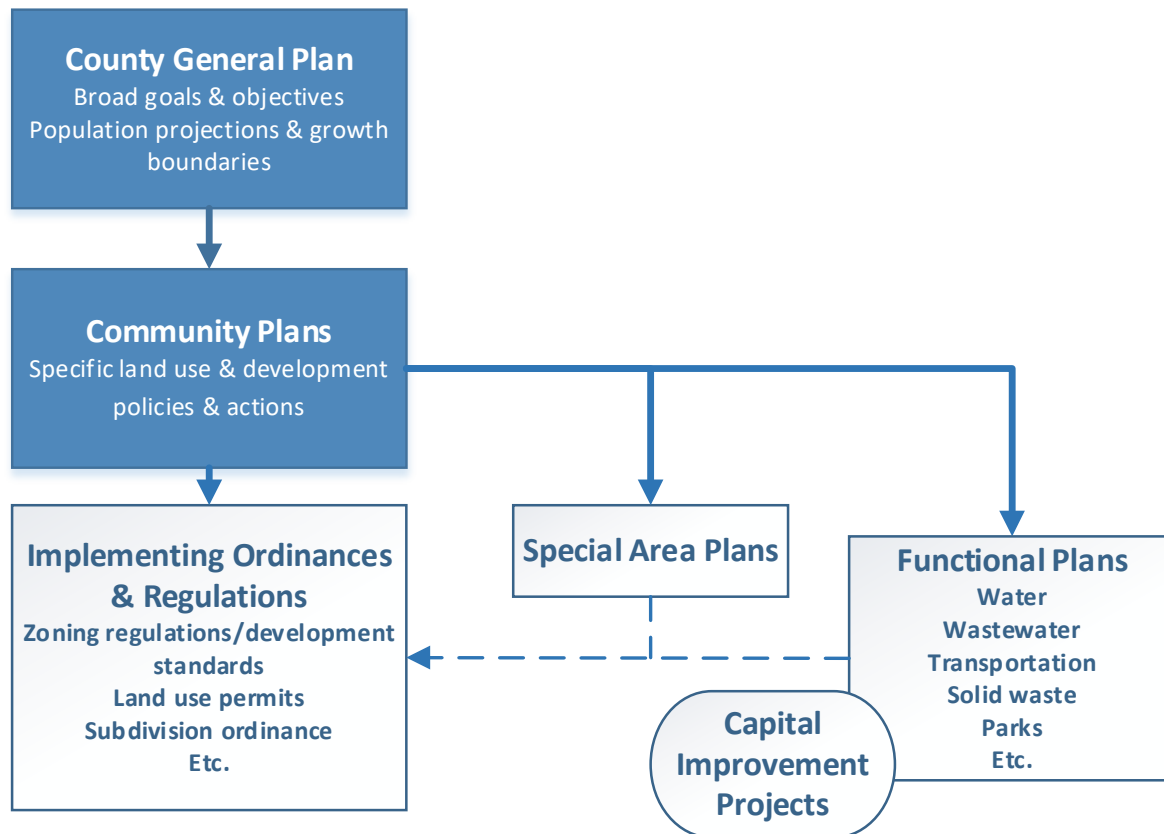 County General Plan
Broad goals & objectives
Population projections & growth
boundaries
Community Plans
Specific land use & development
policies & actions
Implementing Ordinances
& Regulations
Zoning regulations/development
standards
Land use permits
Subdivision ordinance
Etc.
Special Area Plans
Functional Plans
Water
Wastewater
Transportation
Solid waste
Parks
Etc.
Capital
Improvement
Projects